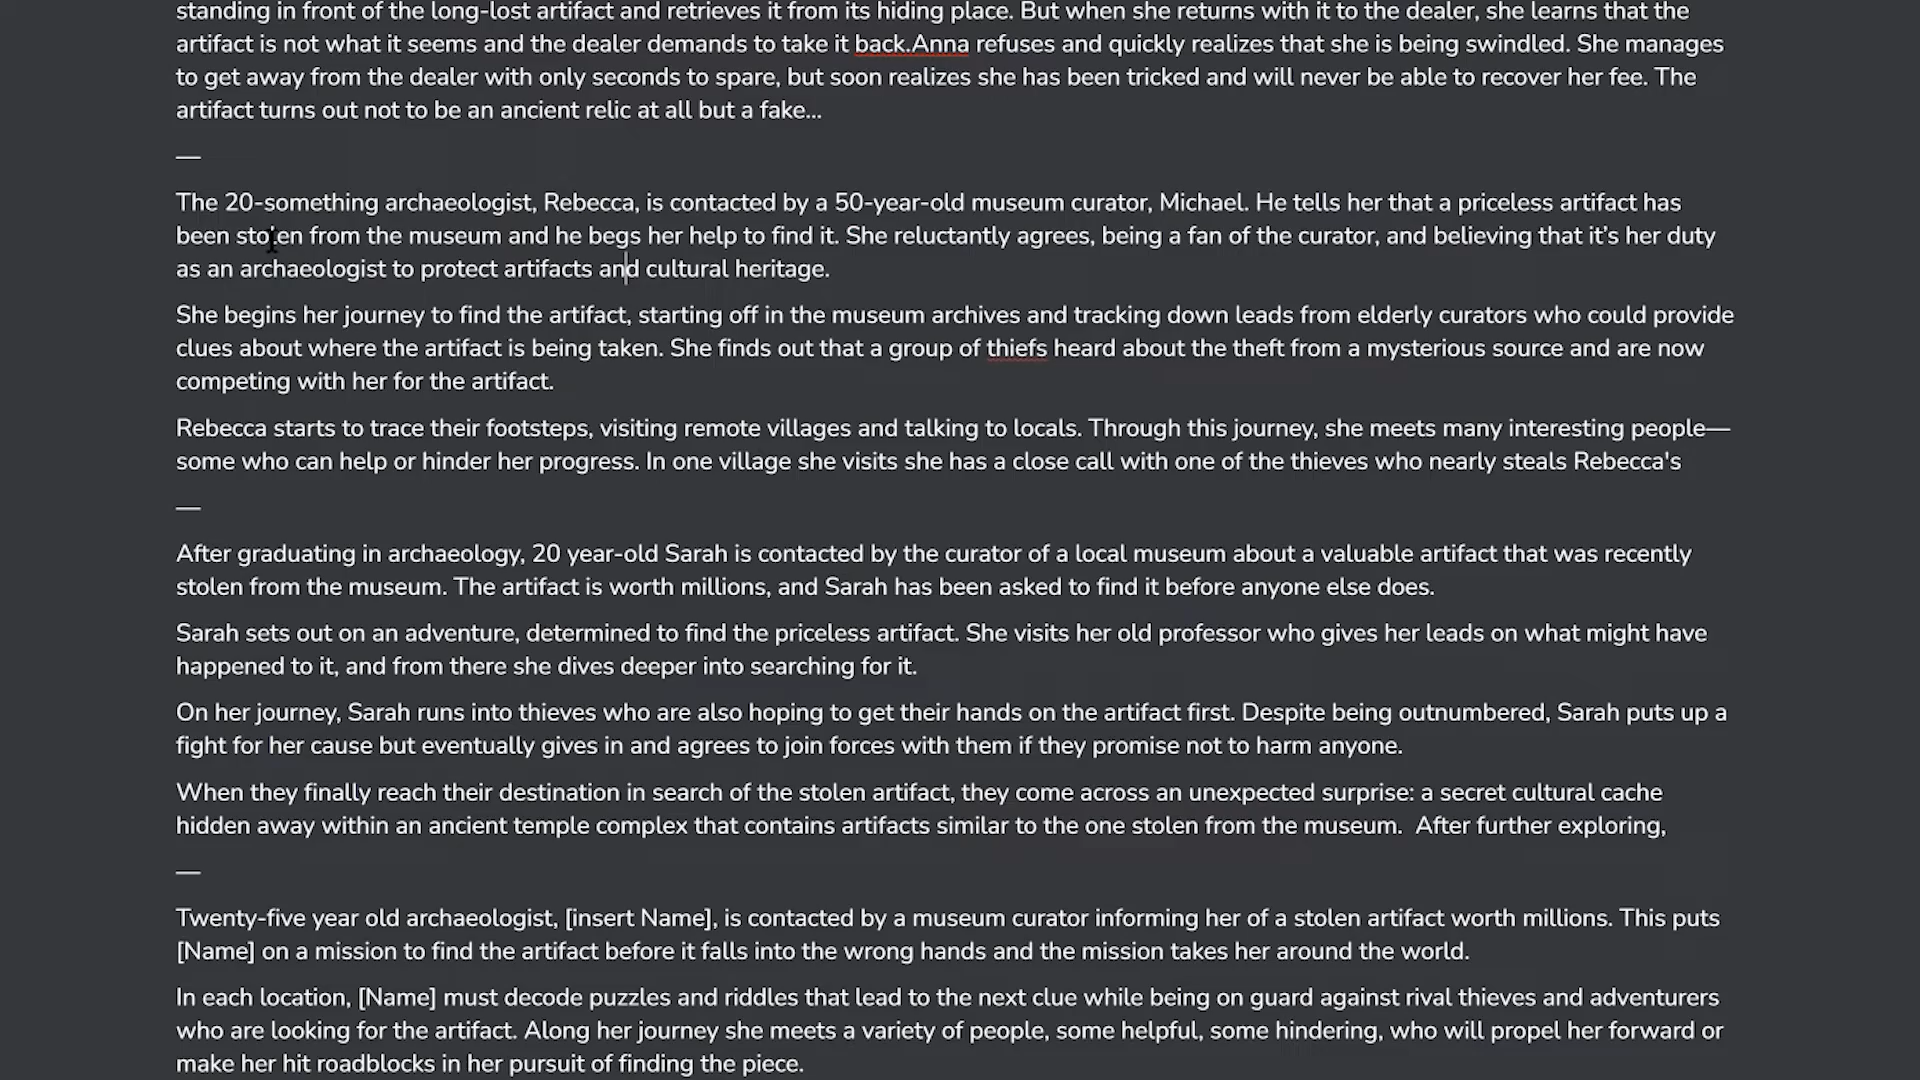 standing in front of the long-lost artifact and retrieves it from its hiding place. But when she returns with it to the dealer, she learns that the
artifact is not what it seems and the dealer demands to take it back.Anna refuses and quickly realizes that she is being swindled. She manages
to get away from the dealer with only seconds to spare, but soon realizes she has been tricked and will never be able to recover her fee. The
artifact turns out not to be an ancient relic at all but a fake...
—
The 20-something archaeologist, Rebecca, is contacted by a 50-year-old museum curator, Michael. He tells her that a priceless artifact has
been stolen from the museum and he begs her help to find it. She reluctantly agrees, being a fan of the curator, and believing that it’s her duty
as an archaeologist to protect artifacts and cultural heritage.
She begins her journey to find the artifact, starting off in the museum archives and tracking down leads from elderly curators who could provide
clues about where the artifact is being taken. She finds out that a group of thiefs heard about the theft from a mysterious source and are now
competing with her for the artifact.
Rebecca starts to trace their footsteps, visiting remote villages and talking to locals. Through this journey, she meets many interesting people—
some who can help or hinder her progress. In one village she visits she has a close call with one of the thieves who nearly steals Rebecca's
—
After graduating in archaeology, 20 year-old Sarah is contacted by the curator of a local museum about a valuable artifact that was recently
stolen from the museum. The artifact is worth millions, and Sarah has been asked to find it before anyone else does.
Sarah sets out on an adventure, determined to find the priceless artifact. She visits her old professor who gives her leads on what might have
happened to it, and from there she dives deeper into searching for it.
On her journey, Sarah runs into thieves who are also hoping to get their hands on the artifact first. Despite being outnumbered, Sarah puts up a
fight for her cause but eventually gives in and agrees to join forces with them if they promise not to harm anyone.
When they finally reach their destination in search of the stolen artifact, they come across an unexpected surprise: a secret cultural cache
hidden away within an ancient temple complex that contains artifacts similar to the one stolen from the museum.  After further exploring,
—
Twenty-five year old archaeologist, [insert Name], is contacted by a museum curator informing her of a stolen artifact worth millions. This puts
[Name] on a mission to find the artifact before it falls into the wrong hands and the mission takes her around the world.
In each location, [Name] must decode puzzles and riddles that lead to the next clue while being on guard against rival thieves and adventurers
who are looking for the artifact. Along her journey she meets a variety of people, some helpful, some hindering, who will propel her forward or
make her hit roadblocks in her pursuit of finding the piece.